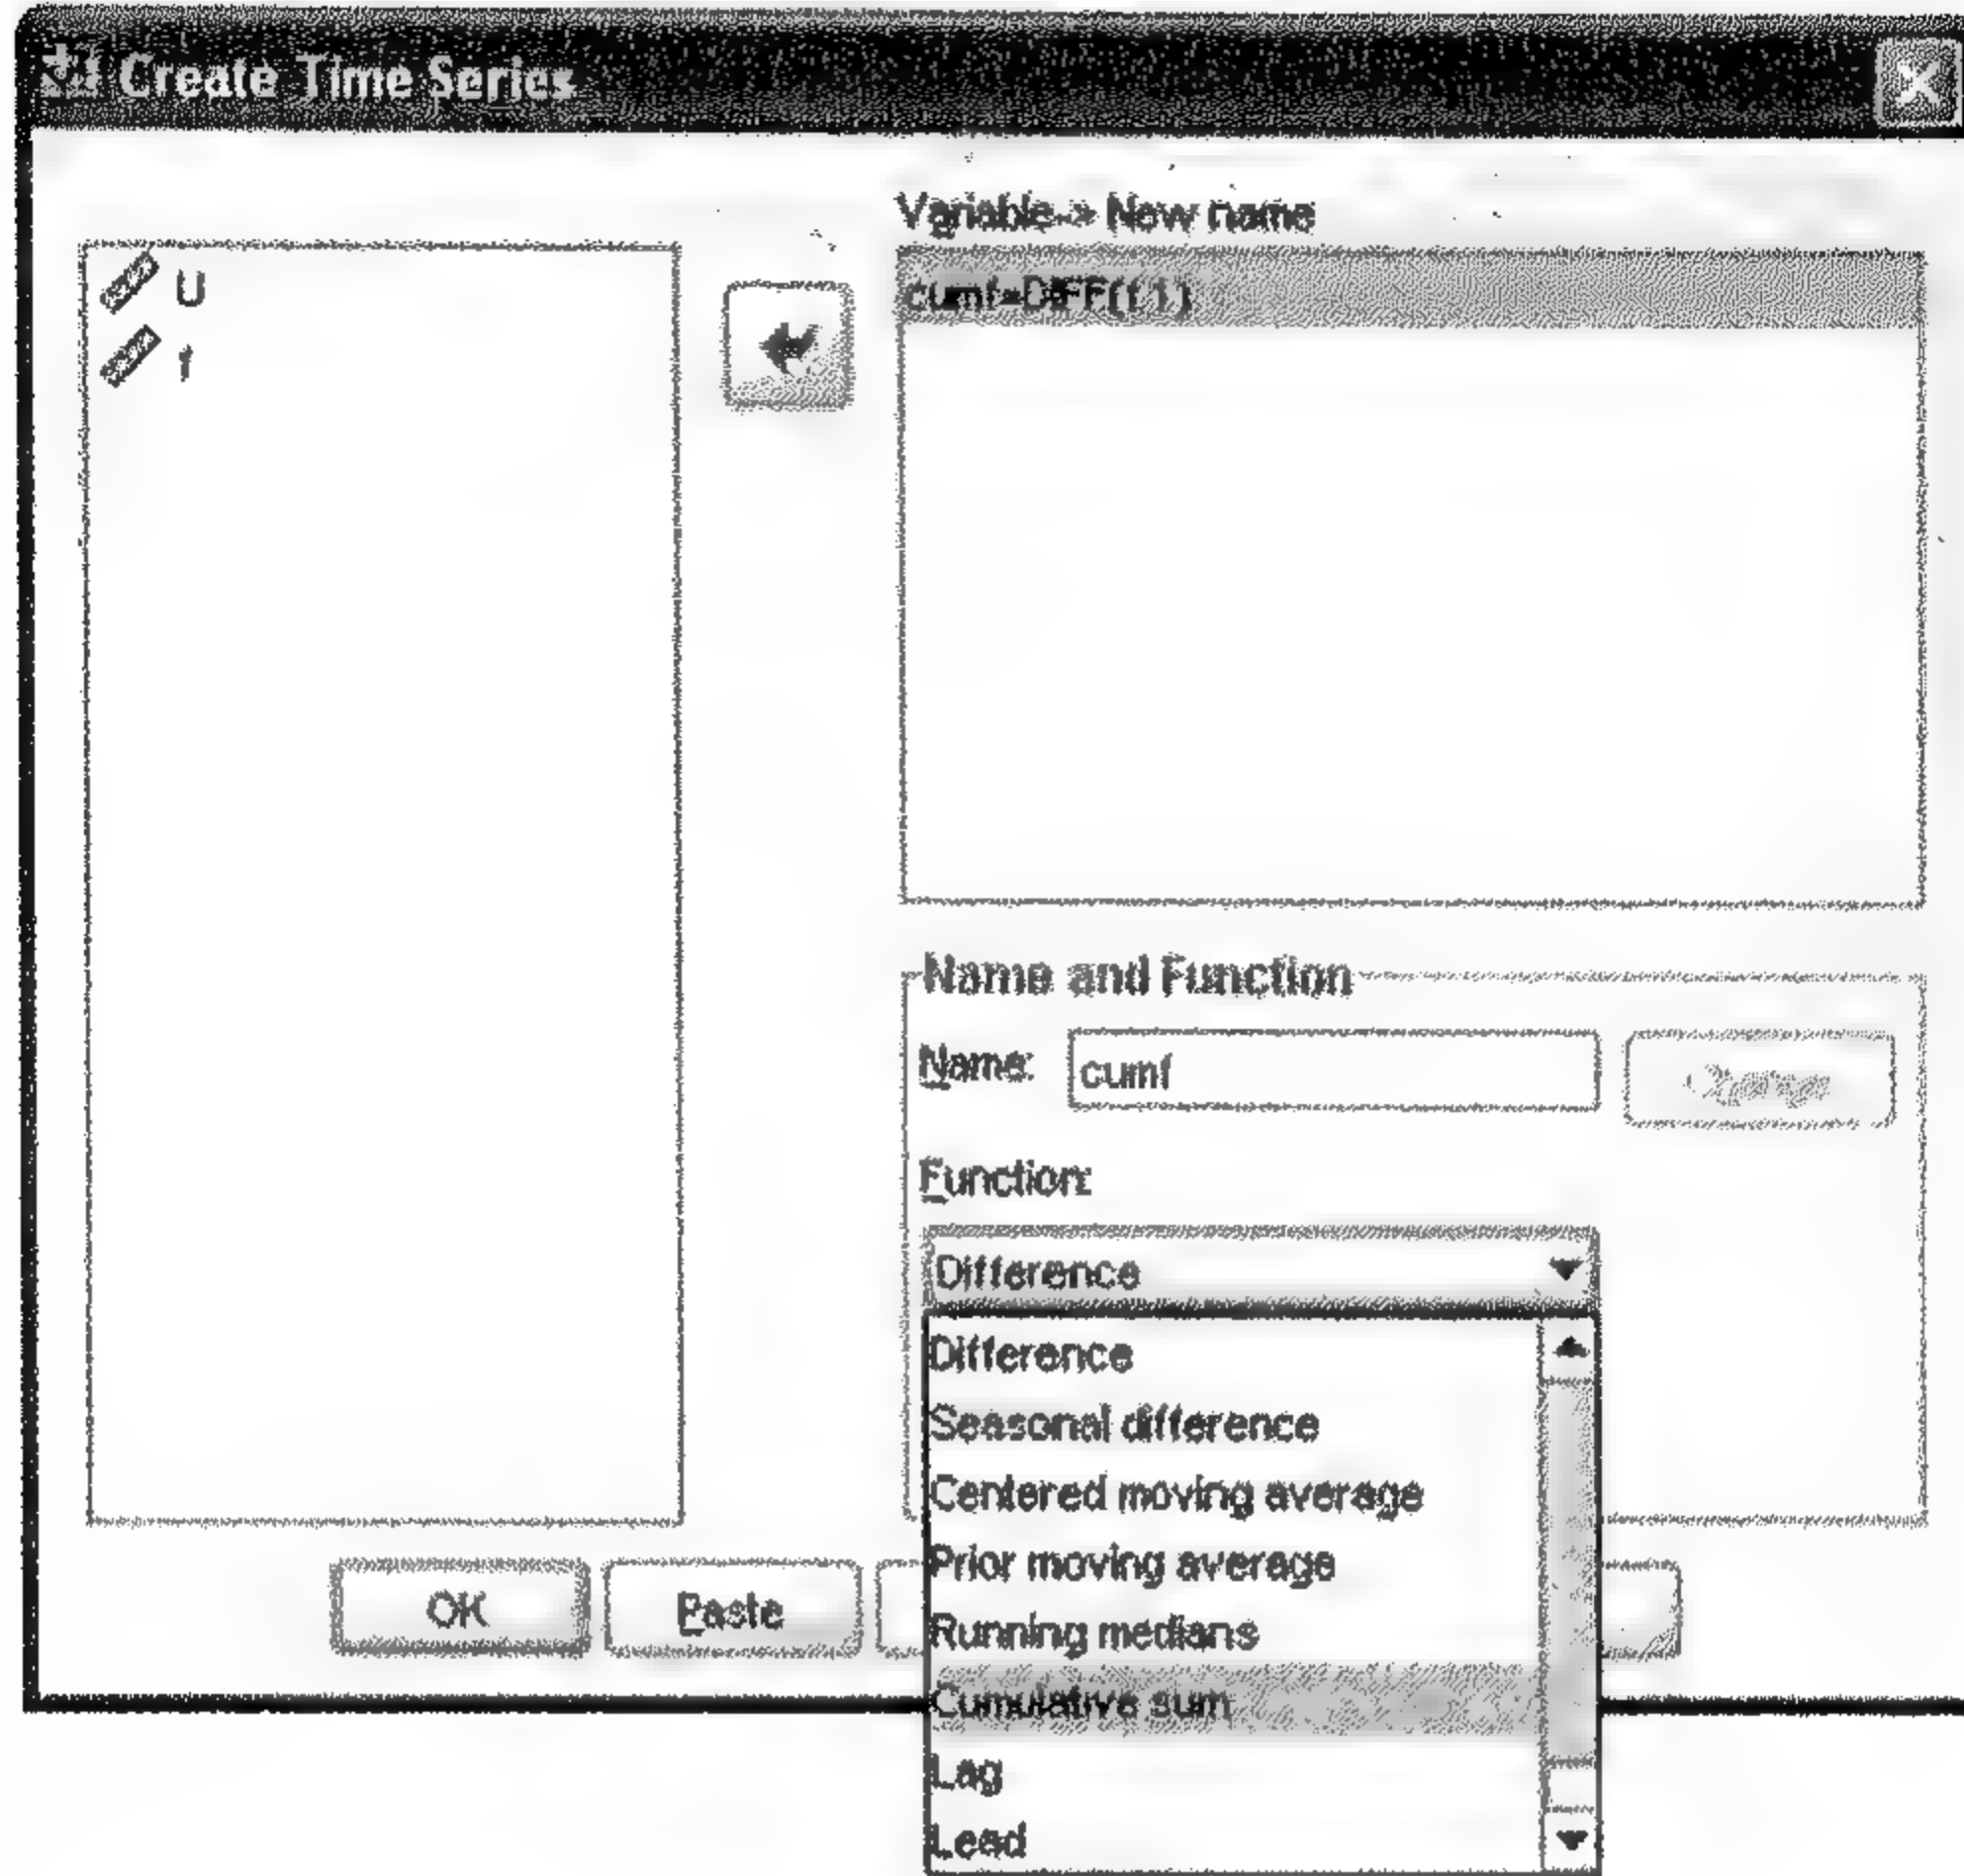 Create Time Series
U
f
Variable -> New name
cumf=DIFF(f 1)
Name and Function
Name: cumf Change
Function:
Difference
Difference
Seasonal difference
Centered moving average
Prior moving average
Running medians
Cumulative sum
Lag
Lead
OK Paste